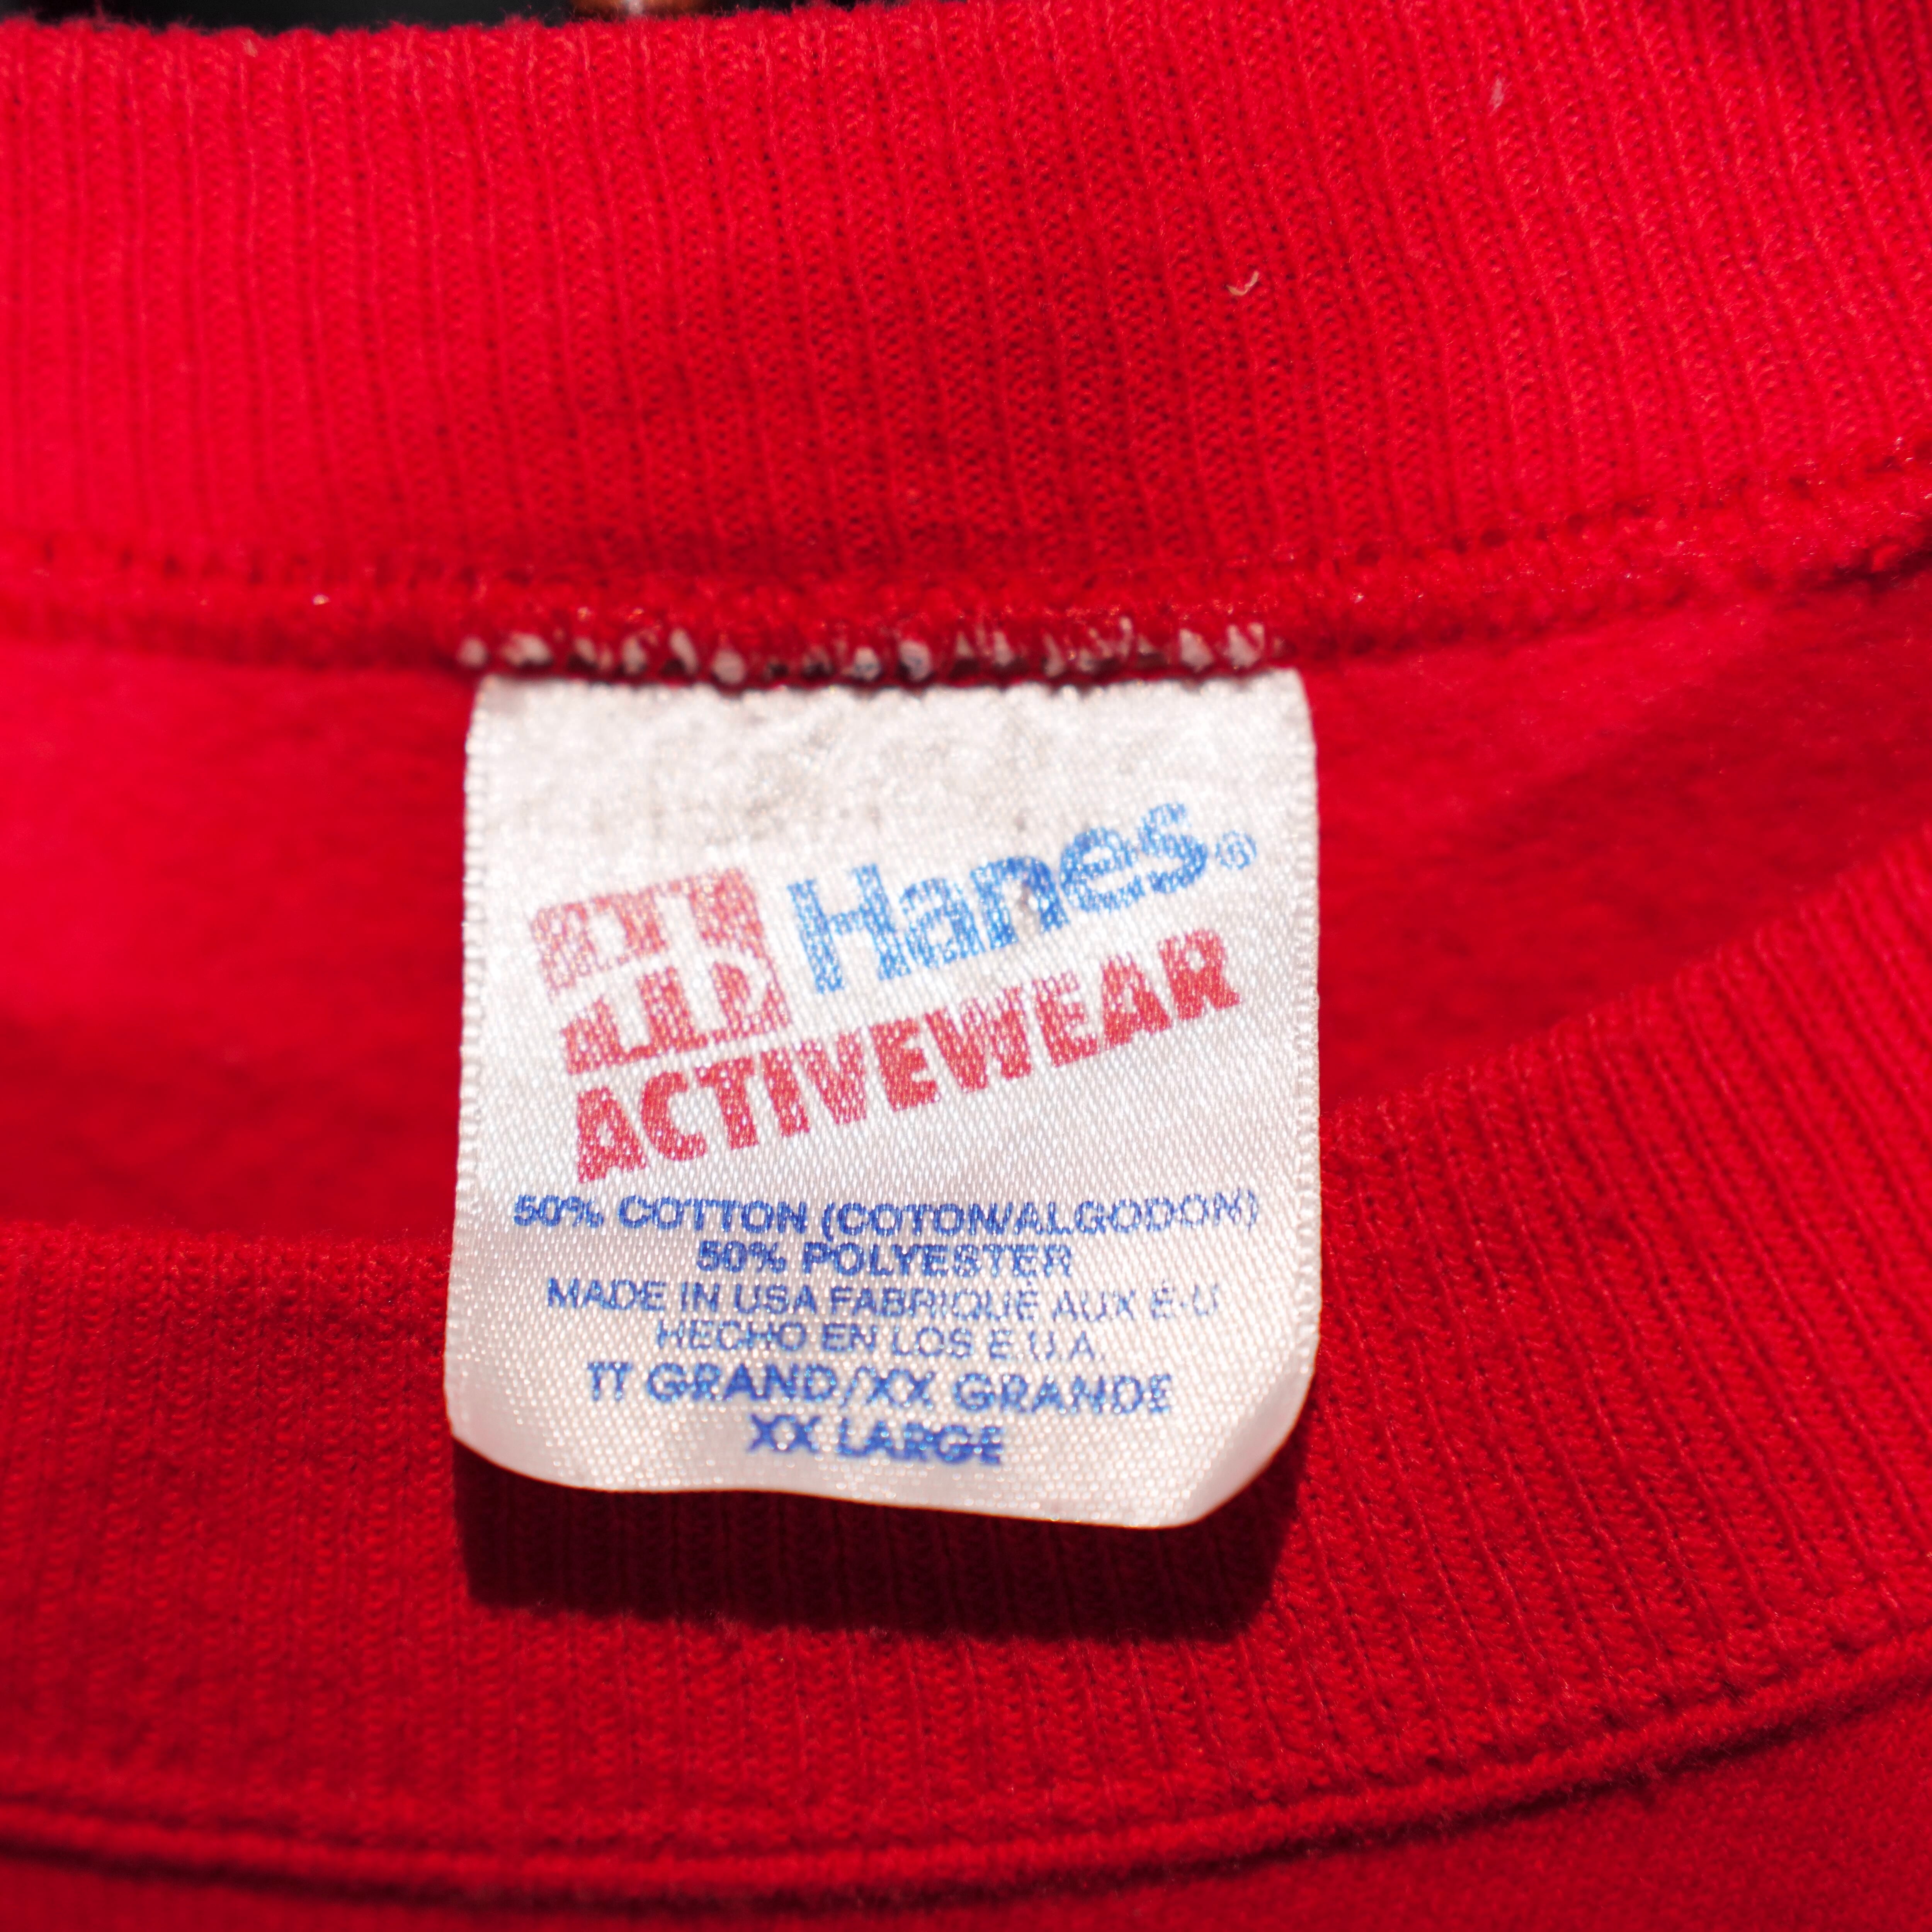 Hanes®
ACTIVEWEAR
50% COTTON (COTON/ALGODON)
50% POLYESTER
MADE IN USA FABRIQUÉ AUX É-U
HECHO EN LOS E.U.A.
TT GRAND/XX GRANDE
XX LARGE